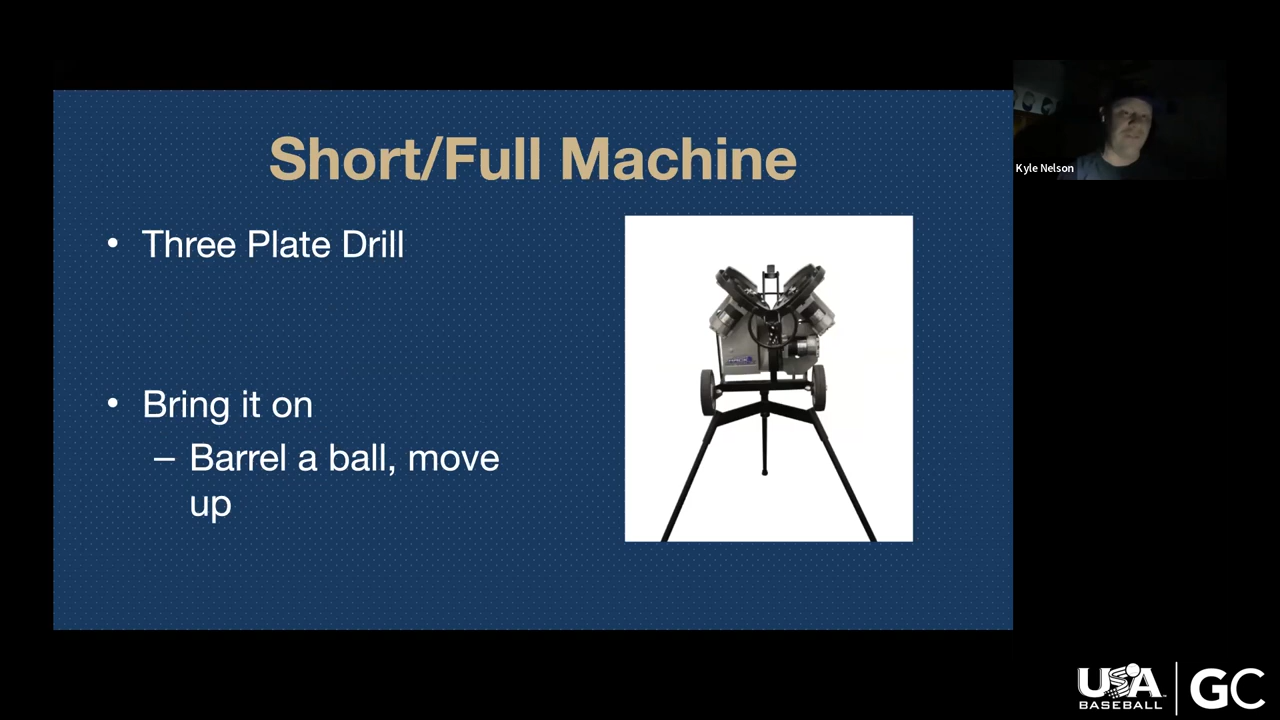 Short/Full Machine
• Three Plate Drill
• Bring it on
– Barrel a ball, move
up
Kyle Nelson
USA
BASEBALL
GC